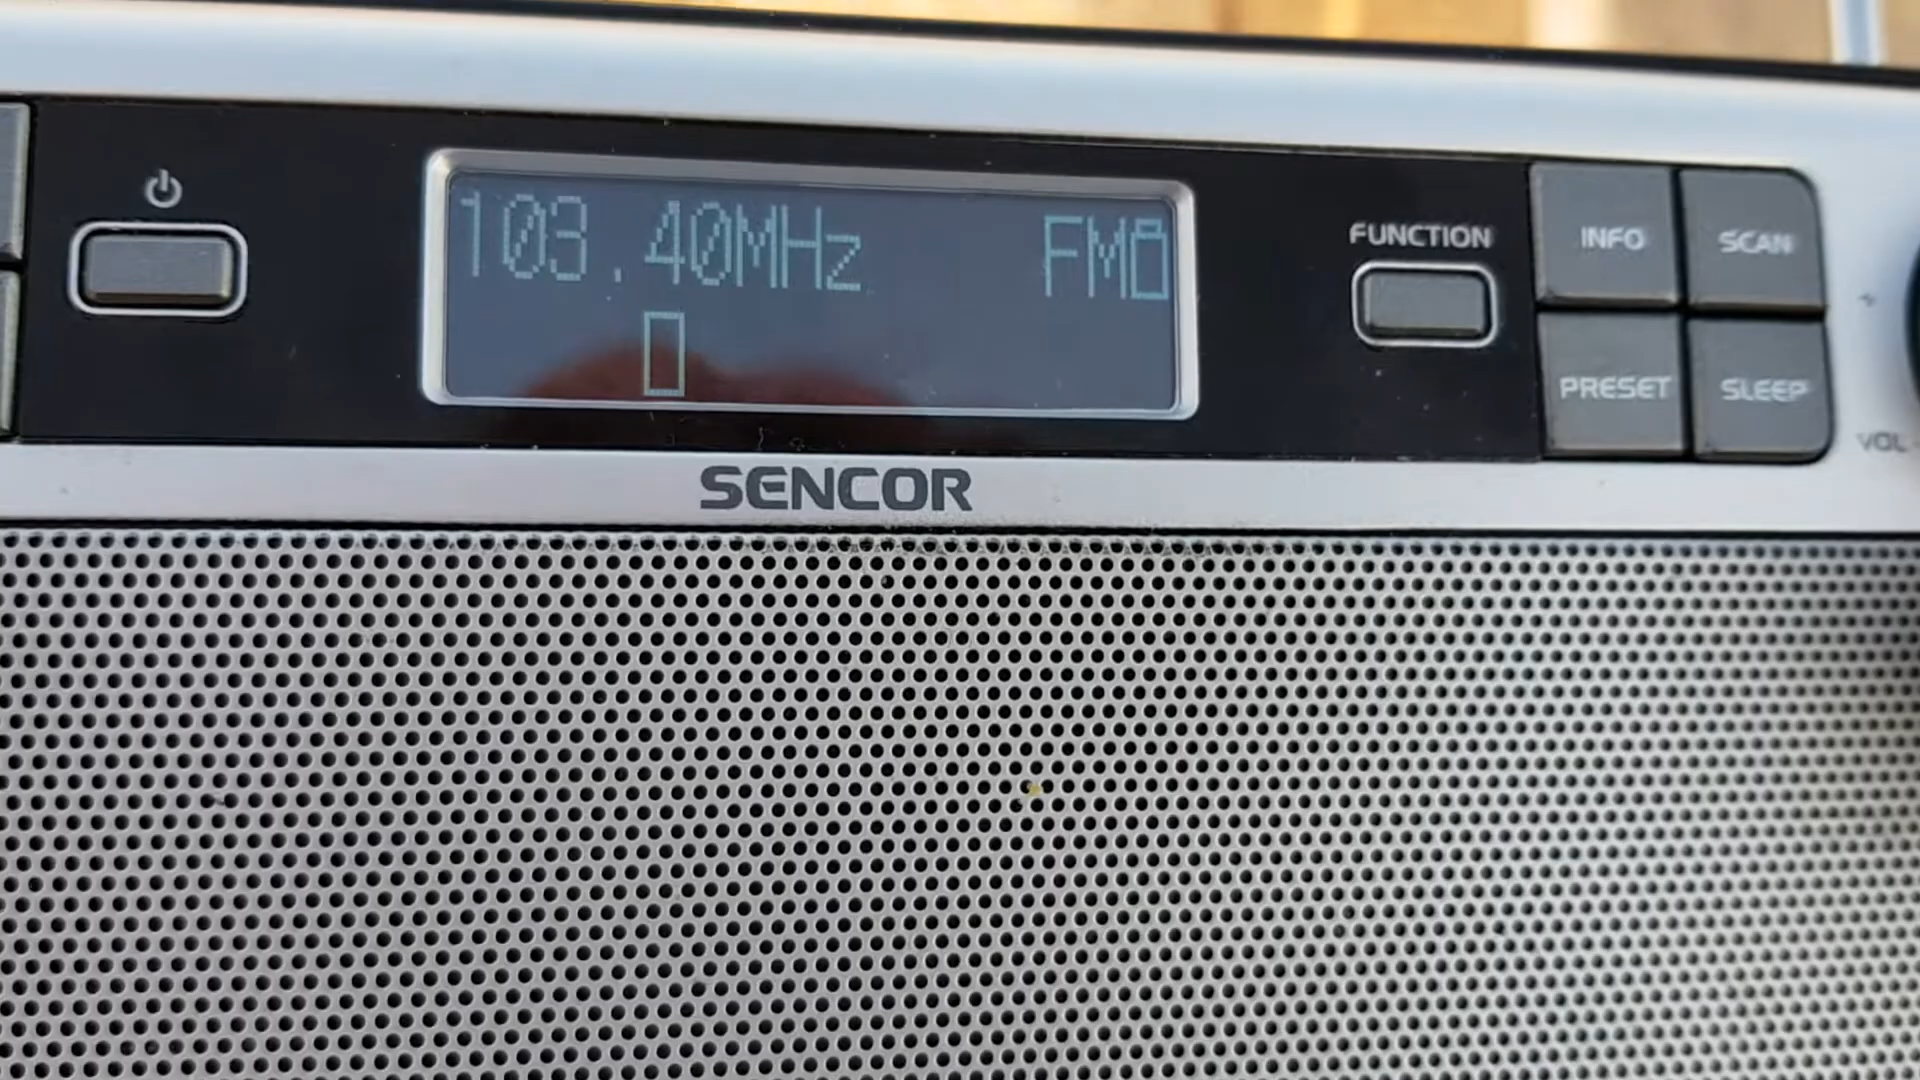 103.40MHz FM
FUNCTION
INFO
SCAN
PRESET
SLEEP
VOL
SENCOR